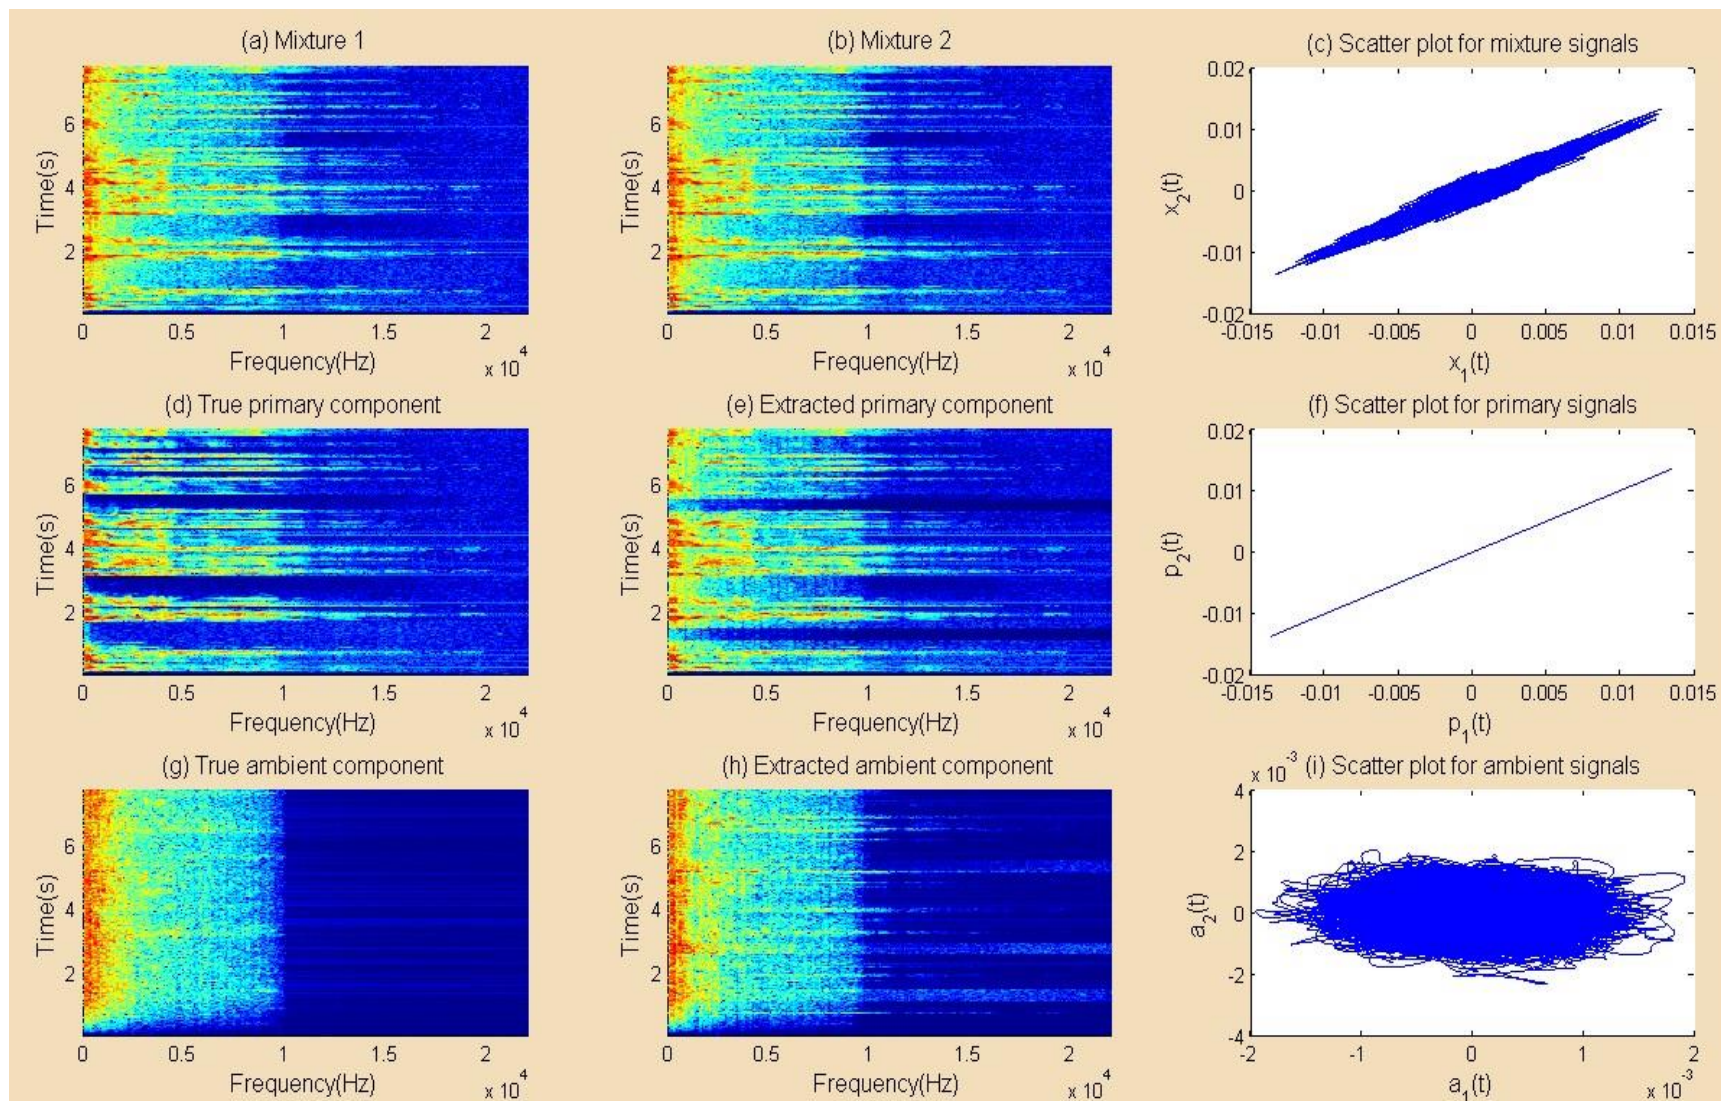 (a) Mixture 1
6
4
2
Time(s)
0 0.5 1 1.5 2
Frequency(Hz)
x 10^4
(b) Mixture 2
6
4
2
Time(s)
0 0.5 1 1.5 2
Frequency(Hz)
x 10^4
(c) Scatter plot for mixture signals
0.02
0.01
0
-0.01
-0.02
x_2(t)
-0.015 -0.01 -0.005 0 0.005 0.01 0.015
x_1(t)
(d) True primary component
6
4
2
Time(s)
0 0.5 1 1.5 2
Frequency(Hz)
x 10^4
(e) Extracted primary component
6
4
2
Time(s)
0 0.5 1 1.5 2
Frequency(Hz)
x 10^4
(f) Scatter plot for primary signals
0.02
0.01
0
-0.01
-0.02
p_2(t)
-0.015 -0.01 -0.005 0 0.005 0.01 0.015
p_1(t)
(g) True ambient component
6
4
2
Time(s)
0 0.5 1 1.5 2
Frequency(Hz)
x 10^4
(h) Extracted ambient component
6
4
2
Time(s)
0 0.5 1 1.5 2
Frequency(Hz)
x 10^4
x 10^-3 (i) Scatter plot for ambient signals
4
2
0
-2
-4
a_2(t)
-2 -1 0 1 2
a_1(t)
x 10^-3